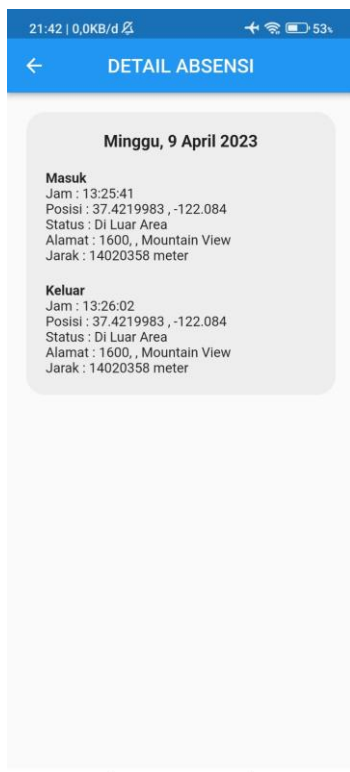 21:42 | 0,0KB/d 53%
DETAIL ABSENSI
Minggu, 9 April 2023
Masuk
Jam : 13:25:41
Posisi : 37.4219983 , -122.084
Status : Di Luar Area
Alamat : 1600, , Mountain View
Jarak : 14020358 meter
Keluar
Jam : 13:26:02
Posisi : 37.4219983 , -122.084
Status : Di Luar Area
Alamat : 1600, , Mountain View
Jarak : 14020358 meter